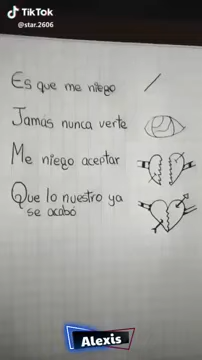 TikTok
@star.2606
Es que me niego
Jamas nunca verte
Me niego aceptar
Que lo nuestro ya
se acabó
Alexis